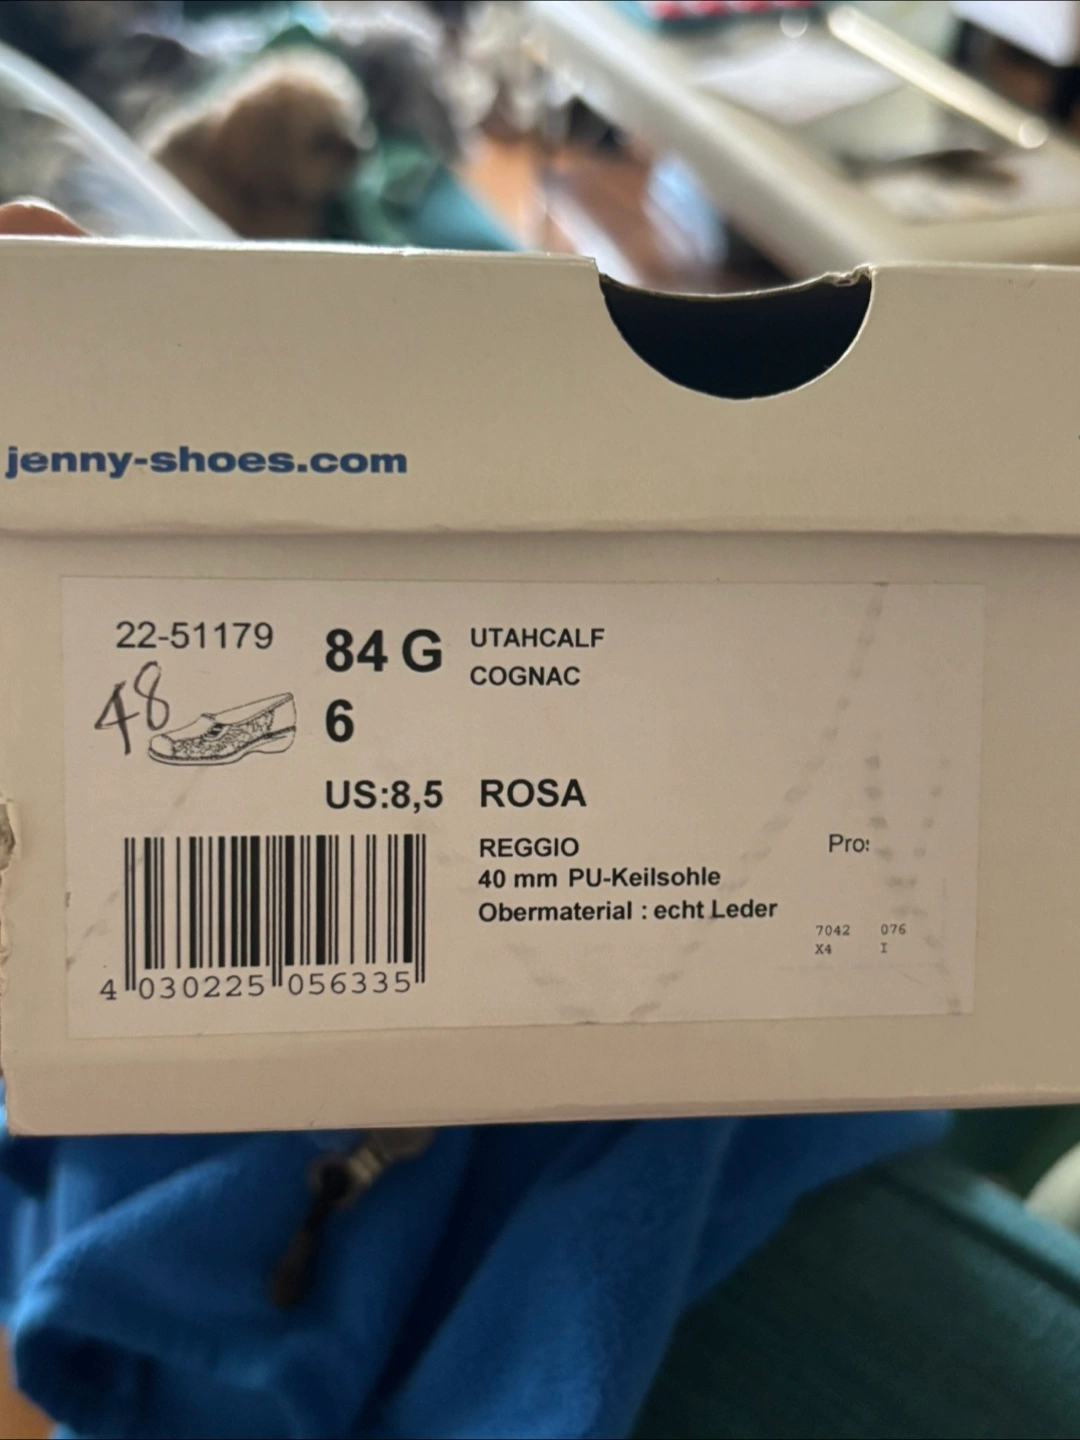 jenny-shoes.com
22-51179
84 G
UTAHCALF
COGNAC
48
6
US:8,5
ROSA
REGGIO
40 mm PU-Keilsohle
Obermaterial : echt Leder
Pro:
7042 076
X4 I
4 030225 056335